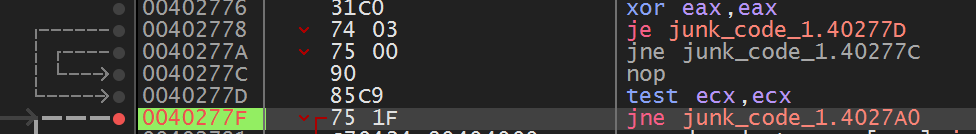 00402776 31C0 xor eax,eax
00402778 74 03 je junk_code_1.40277D
0040277A 75 00 jne junk_code_1.40277C
0040277C 90 nop
0040277D 85C9 test ecx,ecx
0040277F 75 1F jne junk_code_1.4027A0